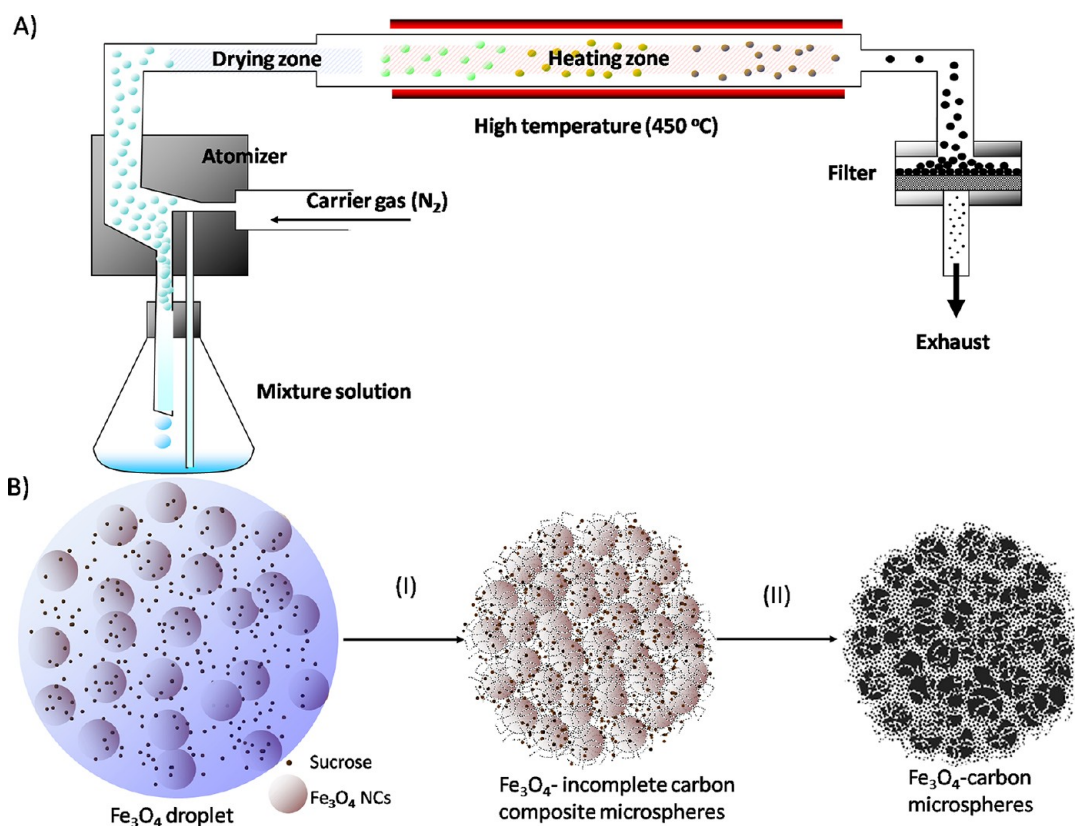 A)
Drying zone
Heating zone
High temperature (450 ºC)
Atomizer
Carrier gas (N₂)
Filter
Exhaust
Mixture solution
B)
(I)
(II)
Sucrose
Fe₃O₄ NCs
Fe₃O₄ droplet
Fe₃O₄- incomplete carbon
composite microspheres
Fe₃O₄-carbon
microspheres